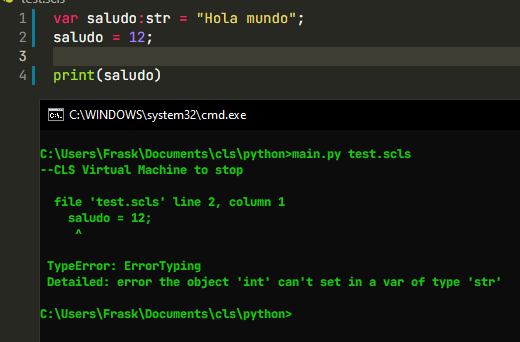 test.scls
1 var saludo:str = "Hola mundo";
2 saludo = 12;
3
4 print(saludo)
C:\WINDOWS\system32\cmd.exe
C:\Users\Frask\Documents\cls\python>main.py test.scls
--CLS Virtual Machine to stop
file 'test.scls' line 2, column 1
saludo = 12;
^
TypeError: ErrorTyping
Detailed: error the object 'int' can't set in a var of type 'str'
C:\Users\Frask\Documents\cls\python>